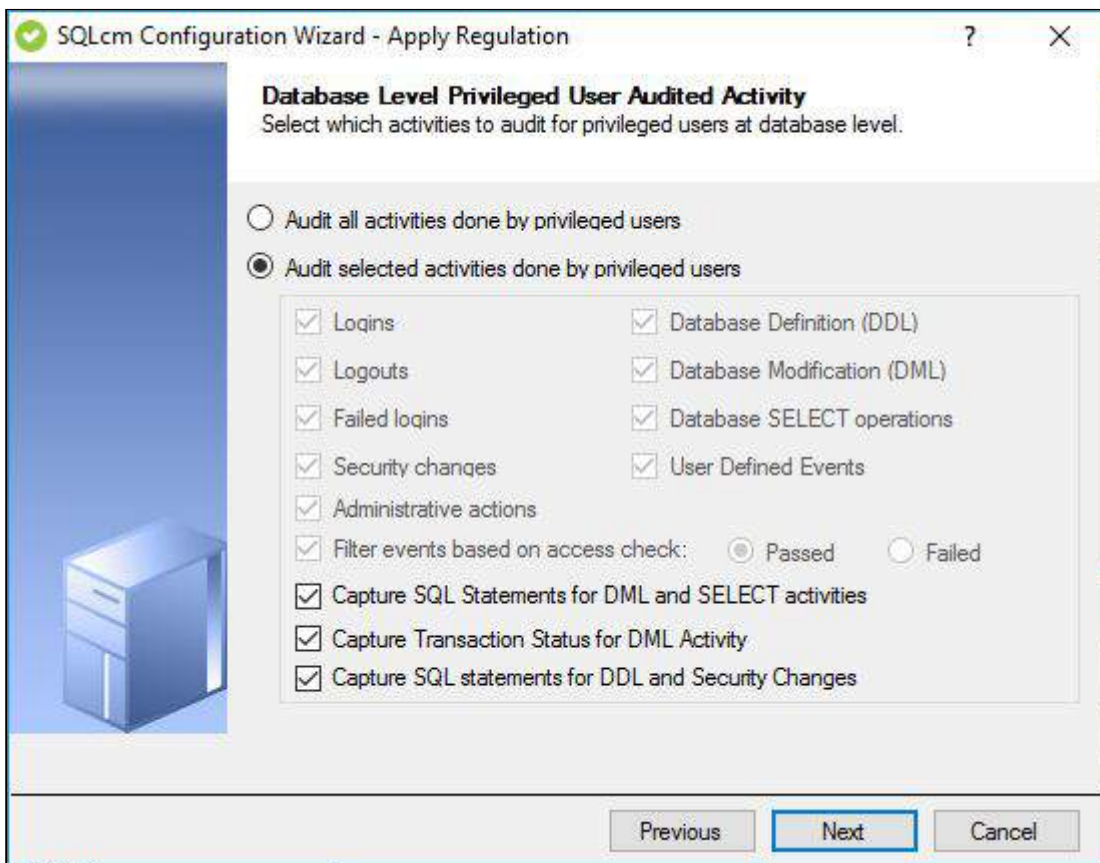 SQLcm Configuration Wizard - Apply Regulation ?
Database Level Privileged User Audited Activity
Select which activities to audit for privileged users at database level.
Audit all activities done by privileged users
Audit selected activities done by privileged users
Logins Database Definition (DDL)
Logouts Database Modification (DML)
Failed logins Database SELECT operations
Security changes User Defined Events
Administrative actions
Filter events based on access check: Passed Failed
Capture SQL Statements for DML and SELECT activities
Capture Transaction Status for DML Activity
Capture SQL statements for DDL and Security Changes
Previous Next Cancel